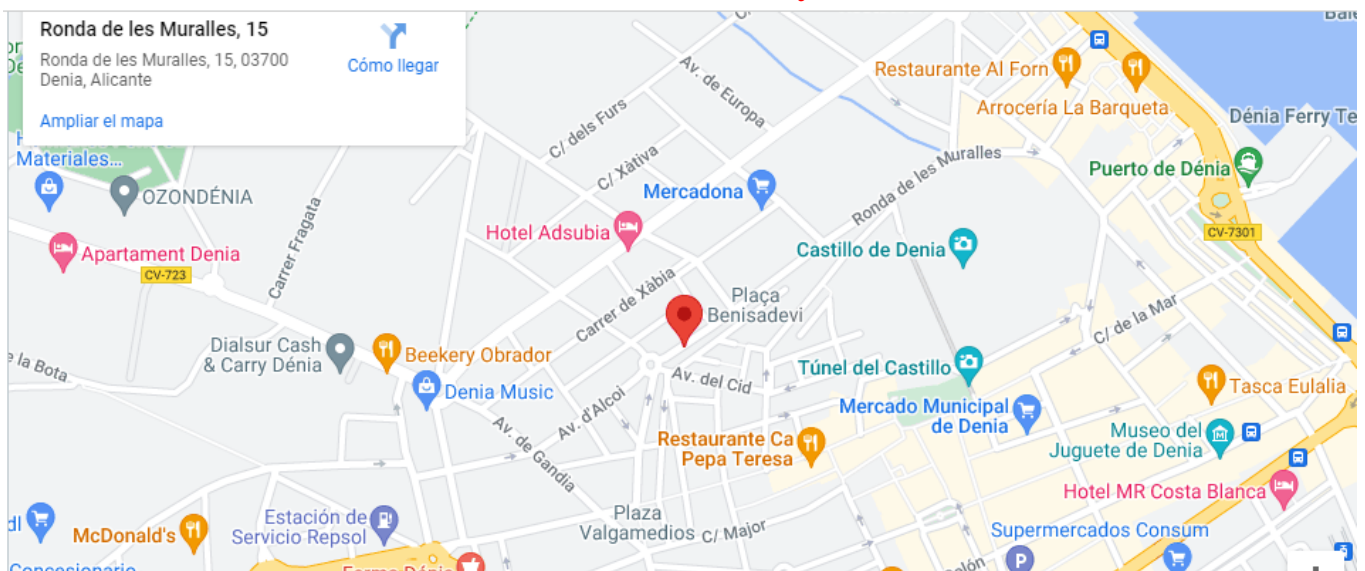 Ronda de les Muralles, 15
Ronda de les Muralles, 15, 03700
Denia, Alicante
Cómo llegar
Ampliar el mapa
Materiales...
OZONDÉNIA
Apartament Denia
CV-723
Carrer Fragata
C/ dels Furs
C/ Xàtiva
Av. de Europa
Mercadona
Hotel Adsubia
Carrer de Xàbia
Plaça
Benisadevi
Ronda de les Muralles
Castillo de Denia
Restaurante Al Forn
Arrocería La Barqueta
Dénia Ferry Te
Puerto de Dénia
CV-7301
C/ de la Mar
Dialsur Cash
& Carry Dénia
Beekery Obrador
Denia Music
e la Bota
Av. del Cid
Av. d'Alcoi
Av. de Gandia
Túnel del Castillo
Mercado Municipal
de Denia
Tasca Eulalia
Museo del
Juguete de Denia
Restaurante Ca
Pepa Teresa
Hotel MR Costa Blanca
Plaza
Valgamedios
C/ Major
Supermercados Consum
dl
McDonald's
Estación de
Servicio Repsol
P
olón